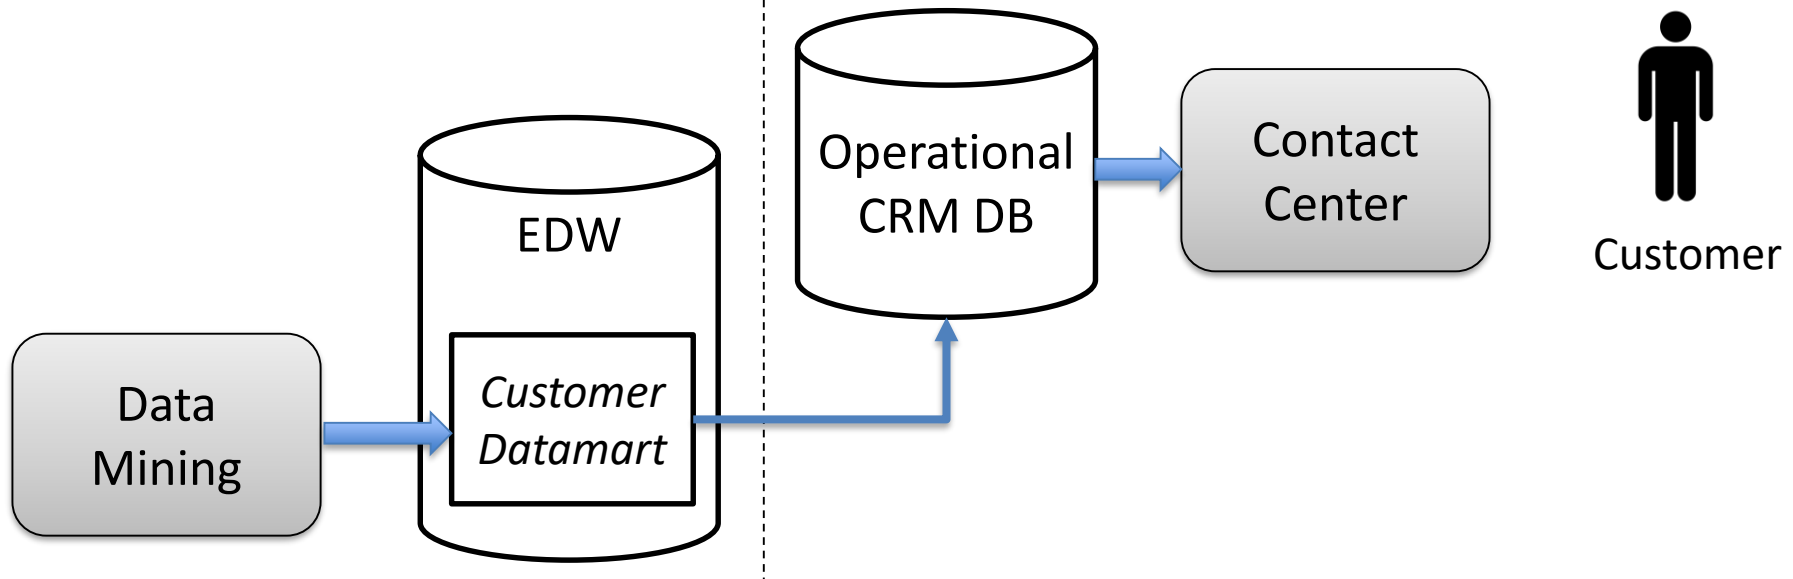 Operational
CRM DB
Contact
Center
Customer
EDW
Customer
Datamart
Data
Mining